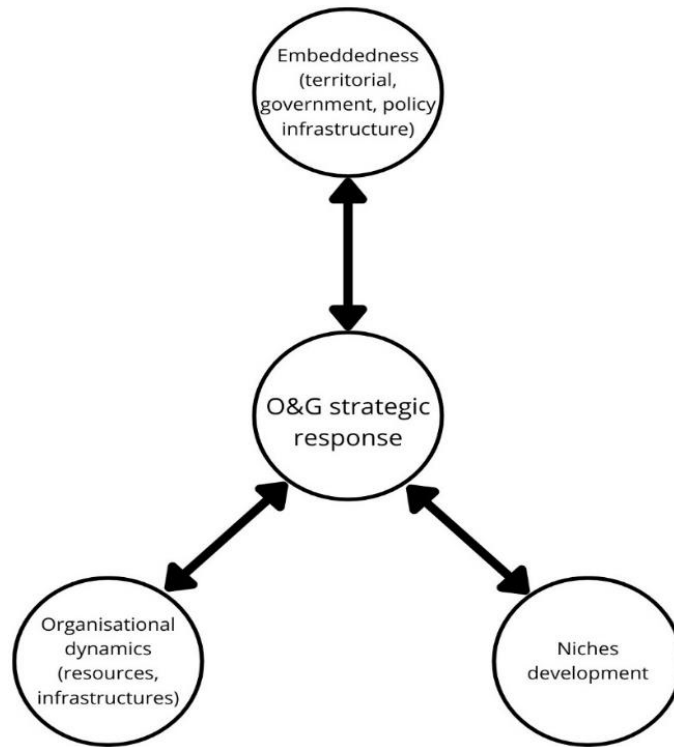 Embeddedness
(territorial,
government, policy
infrastructure)
O&G strategic
response
Organisational
dynamics
(resources,
infrastructures)
Niches
development